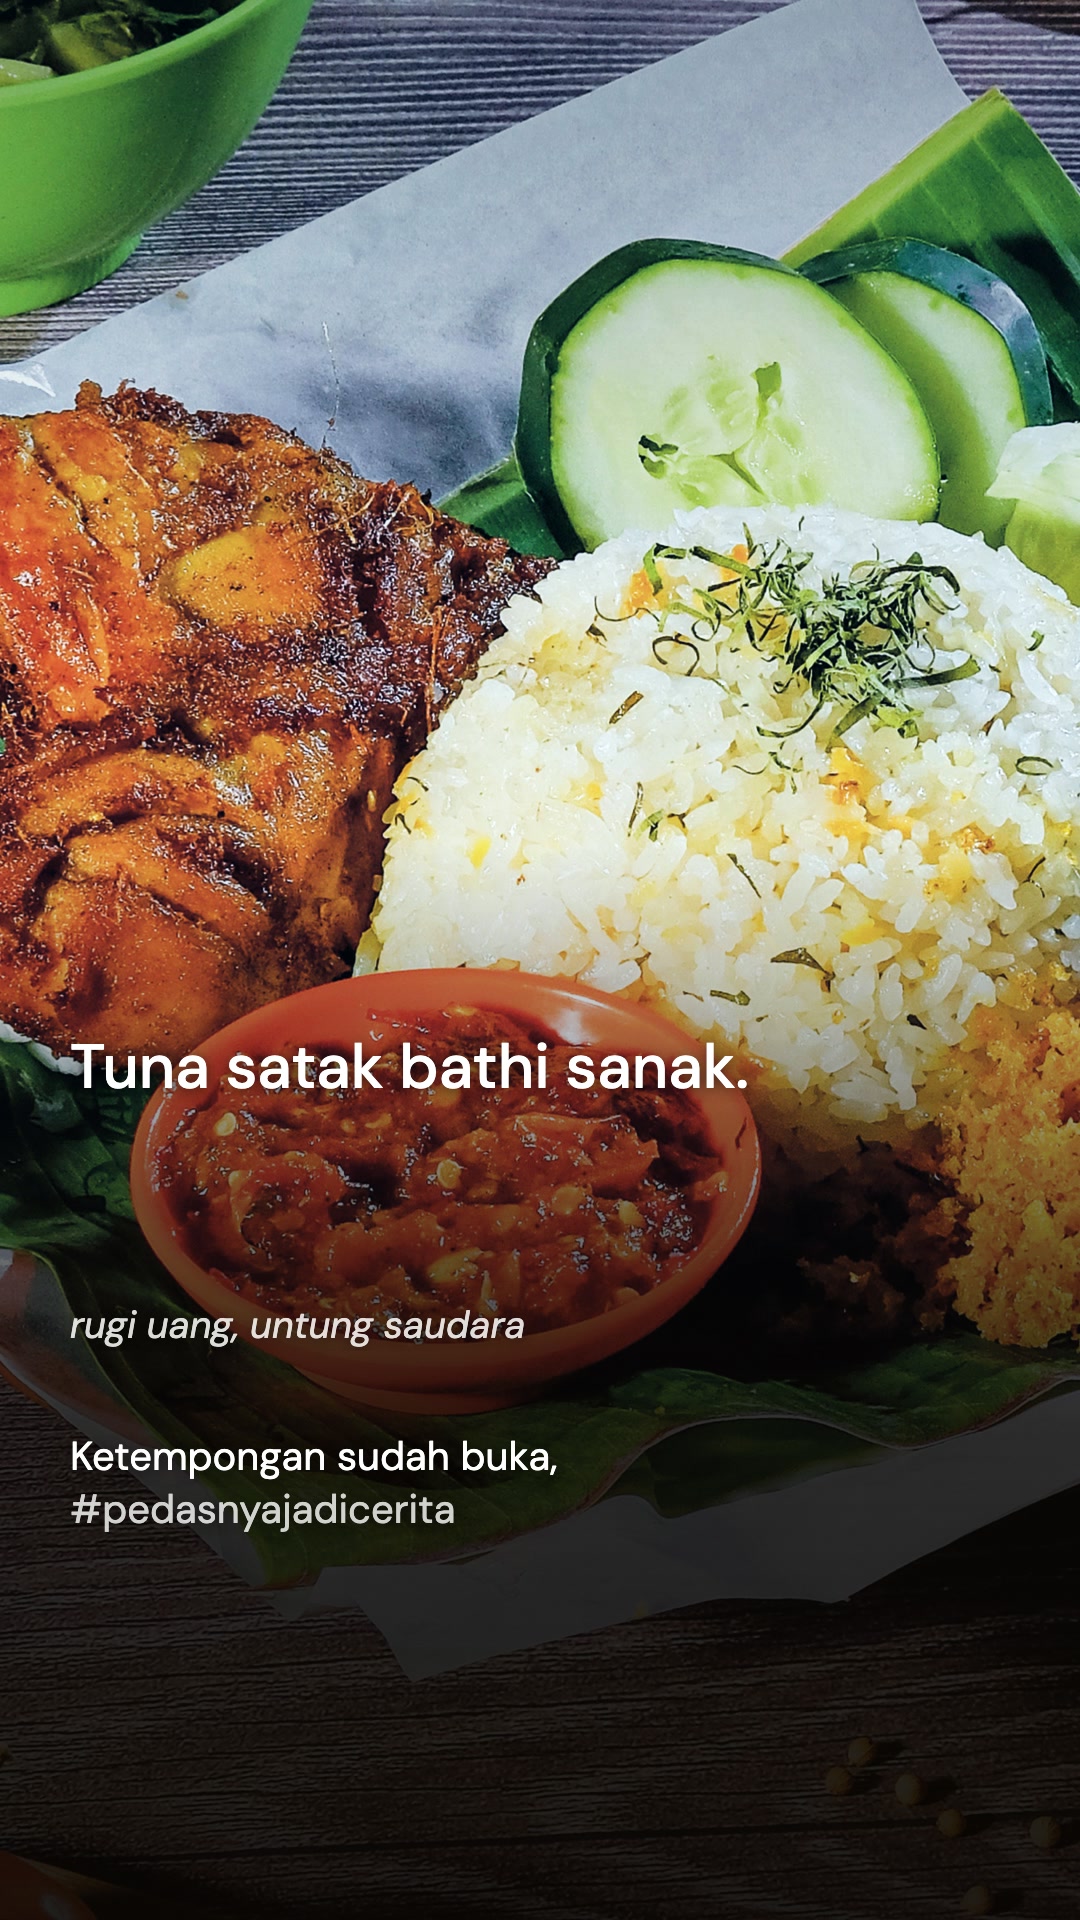 Tuna satak bathi sanak.
rugi uang, untung saudara
Ketempongan sudah buka,
#pedasnyajadicerita